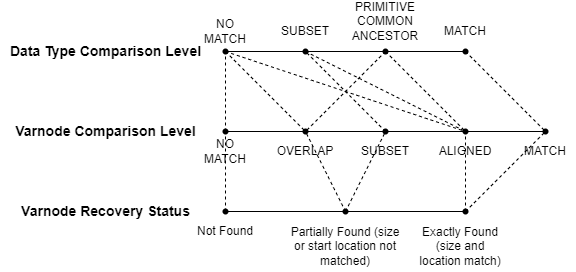 NO
MATCH
SUBSET
PRIMITIVE
COMMON
ANCESTOR
MATCH
Data Type Comparison Level
Varnode Comparison Level
NO
MATCH
OVERLAP
SUBSET
ALIGNED
MATCH
Varnode Recovery Status
Not Found
Partially Found (size
or start location not
matched)
Exactly Found
(size and
location match)